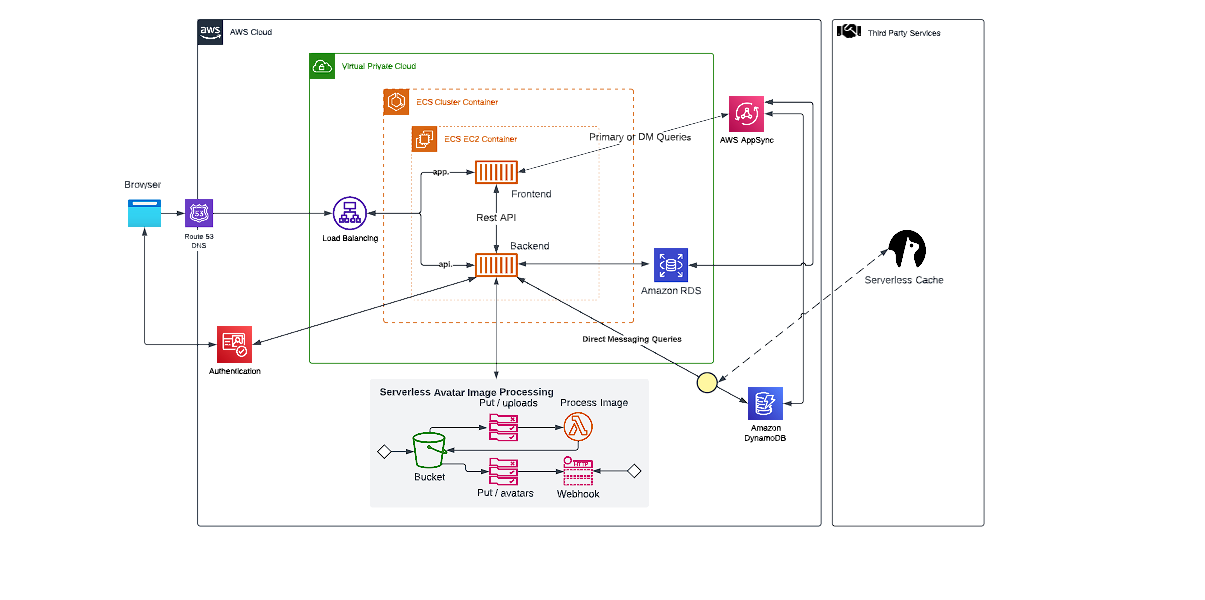 aws
AWS Cloud
Third Party Services
Virtual Private Cloud
ECS Cluster Container
ECS EC2 Container
Primary or DM Queries
AWS AppSync
app.
Browser
Frontend
53
Rest API
Route 53
DNS
Load Balancing
Backend
api.
Amazon RDS
Serverless Cache
Direct Messaging Queries
Authentication
Serverless Avatar Image Processing
Put / uploads
Process Image
Amazon
DynamoDB
HTTP
Bucket
Put / avatars
Webhook